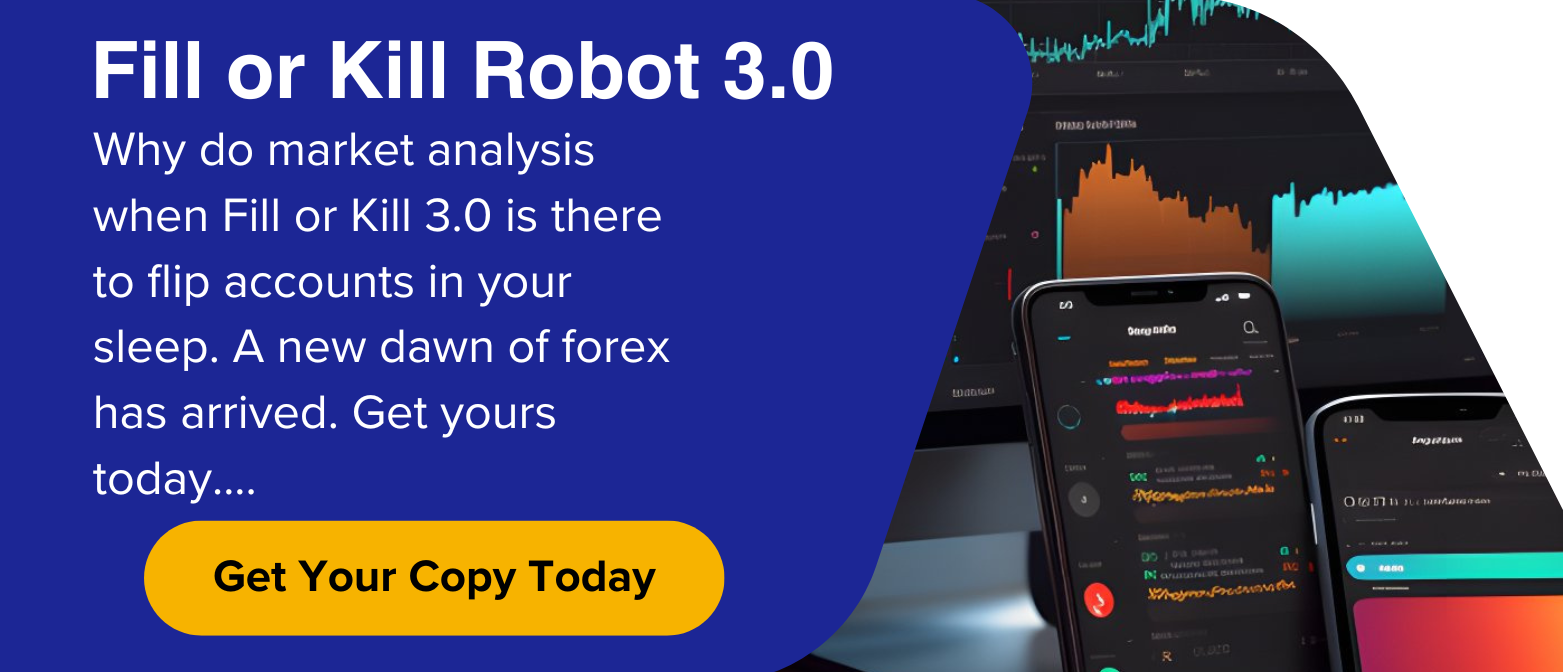 Fill or Kill Robot 3.0
Why do market analysis
when Fill or Kill 3.0 is there
to flip accounts in your
sleep. A new dawn of forex
has arrived. Get yours
today....
Get Your Copy Today